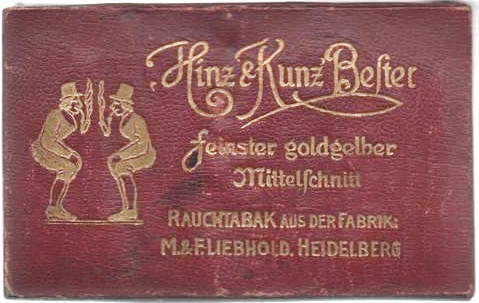 "Hinz & Kunz" Bester
feinster goldgelber
Mittelschnitt
RAUCHTABAK AUS DER FABRIK:
M. & F. LIEBHOLD. HEIDELBERG